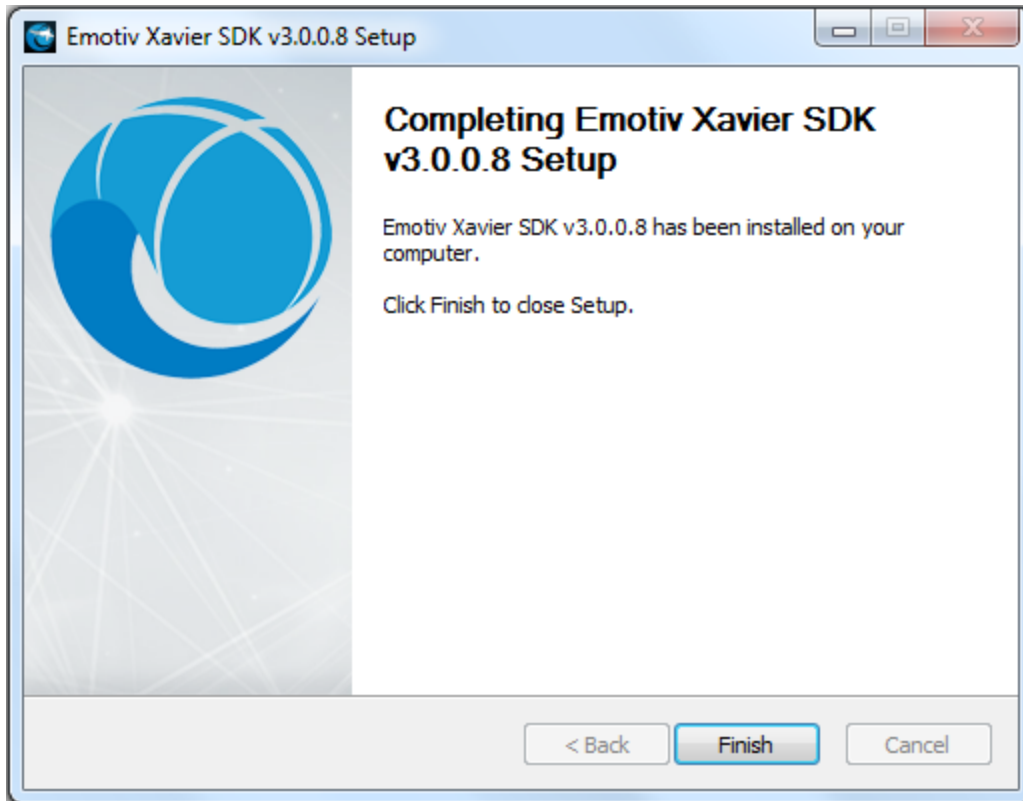 Emotiv Xavier SDK v3.0.0.8 Setup
Completing Emotiv Xavier SDK
v3.0.0.8 Setup
Emotiv Xavier SDK v3.0.0.8 has been installed on your
computer.
Click Finish to close Setup.
< Back Finish Cancel